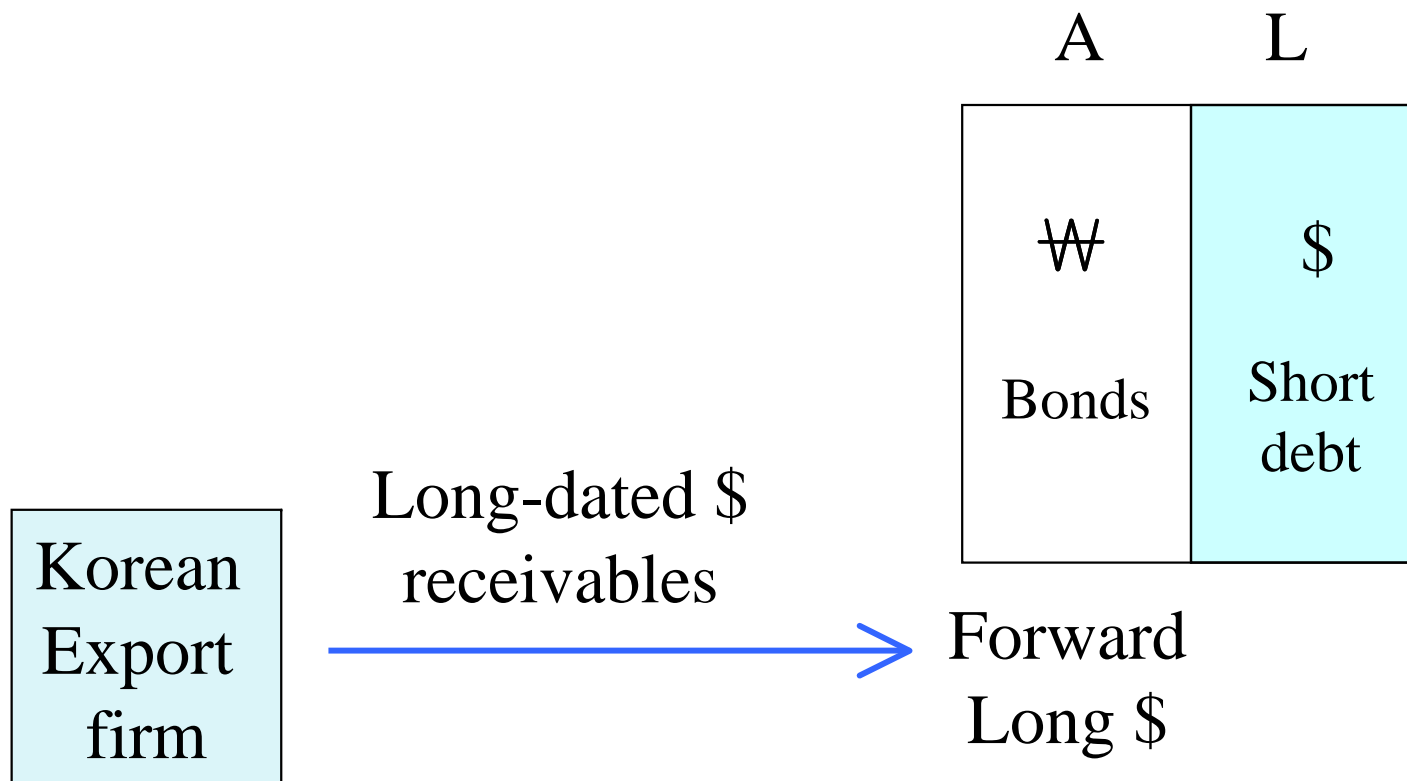 A L
₩ $
Bonds
Short
debt
Long-dated $
receivables
Korean
Export
firm
Forward
Long $